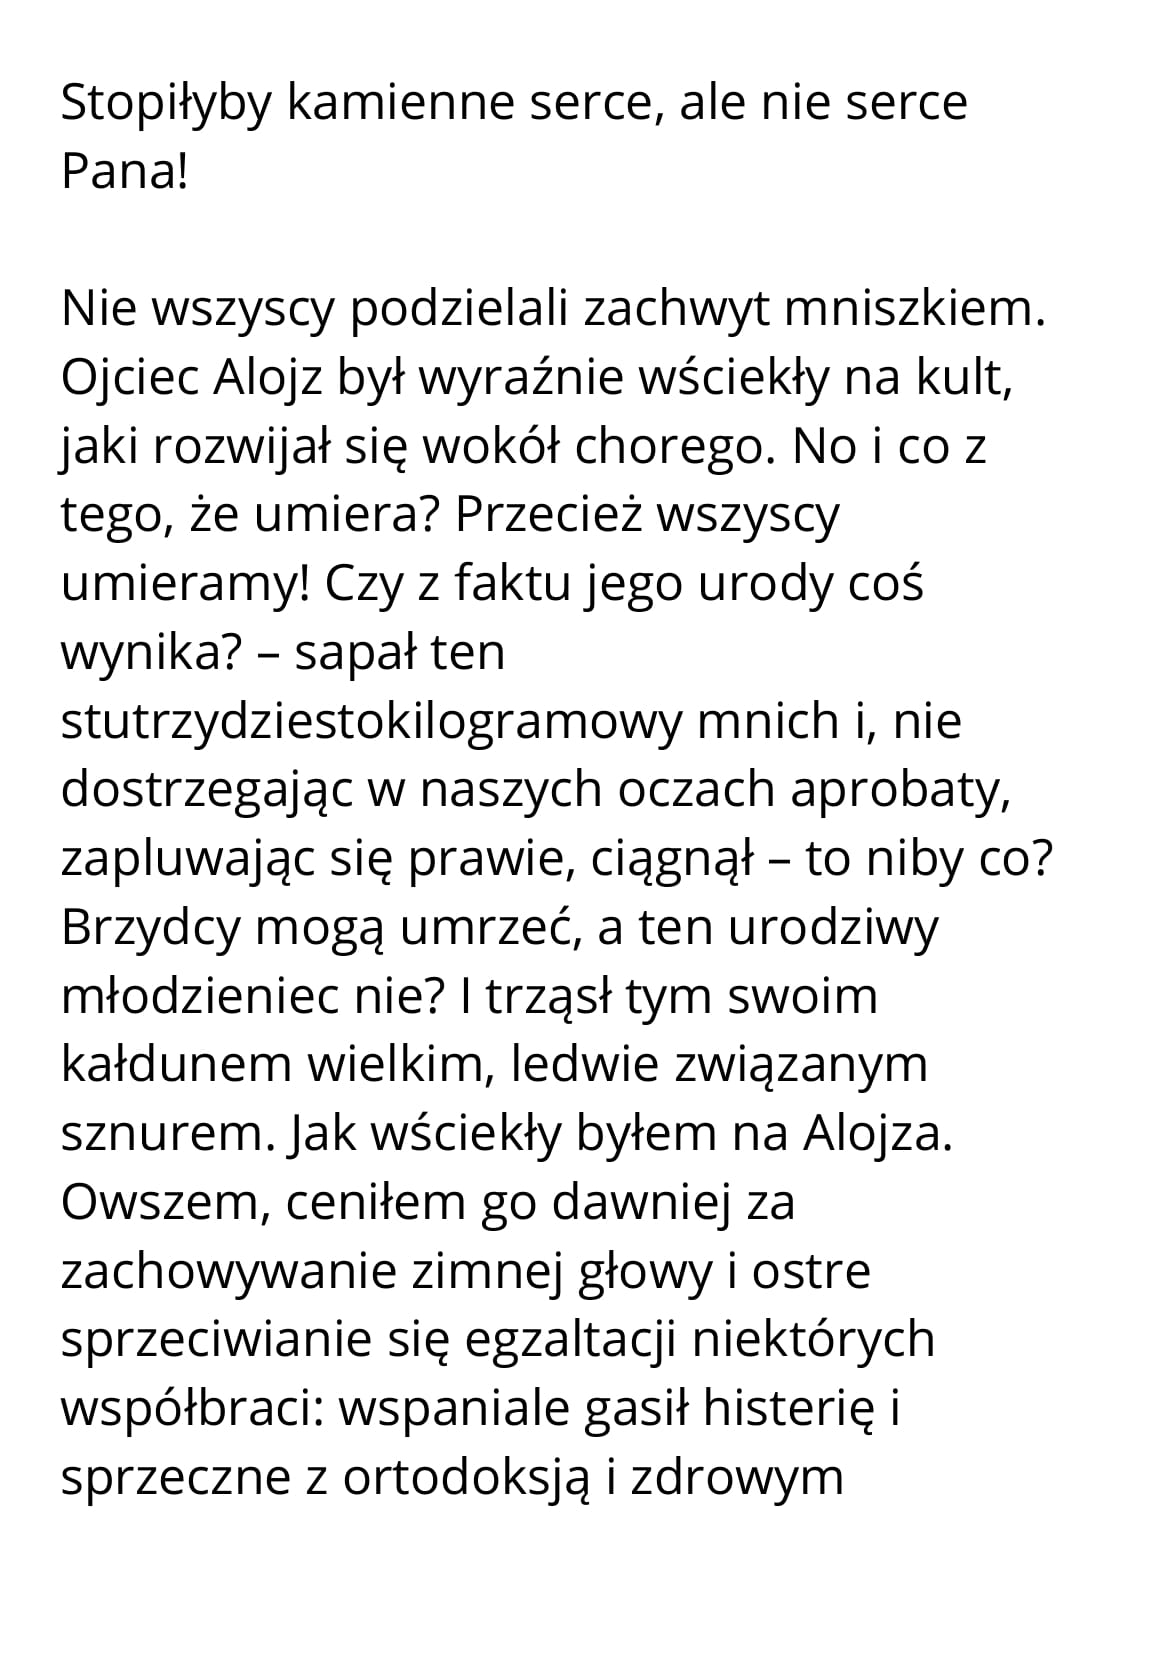 Stopiłyby kamienne serce, ale nie serce
Pana!
Nie wszyscy podzielali zachwyt mniszkiem.
Ojciec Alojz był wyraźnie wściekły na kult,
jaki rozwijał się wokół chorego. No i co z
tego, że umiera? Przecież wszyscy
umieramy! Czy z faktu jego urody coś
wynika? – sapał ten
stutrzydziestokilogramowy mnich i, nie
dostrzegając w naszych oczach aprobaty,
zapluwając się prawie, ciągnął – to niby co?
Brzydcy mogą umrzeć, a ten urodziwy
młodzieniec nie? I trząsł tym swoim
kałdunem wielkim, ledwie związanym
sznurem. Jak wściekły byłem na Alojza.
Owszem, ceniłem go dawniej za
zachowywanie zimnej głowy i ostre
sprzeciwianie się egzaltacji niektórych
współbraci: wspaniale gasił histerię i
sprzeczne z ortodoksją i zdrowym